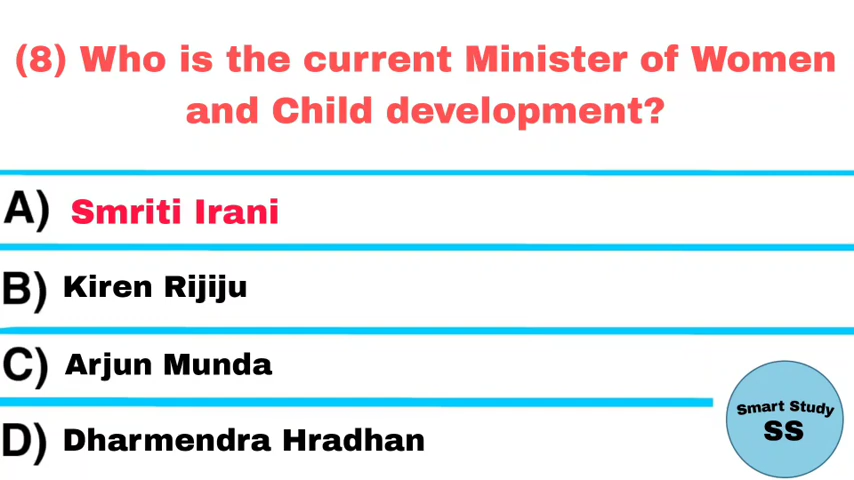 (8) Who is the current Minister of Women
and Child development?
A) Smriti Irani
B) Kiren Rijiju
C) Arjun Munda
D) Dharmendra Hradhan
Smart Study
SS